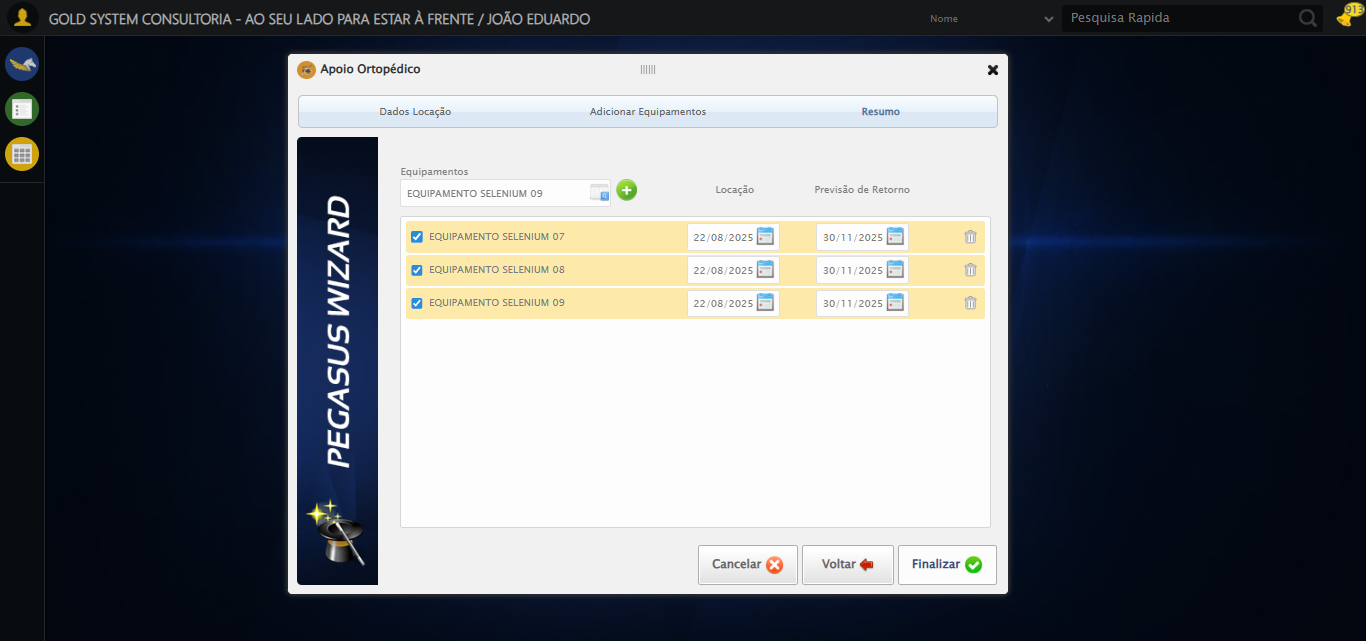 GOLD SYSTEM CONSULTORIA - AO SEU LADO PARA ESTAR À FRENTE / JOÃO EDUARDO
Nome
Pesquisa Rapida
913
Apoio Ortopédico
Dados Locação
Adicionar Equipamentos
Resumo
PEGASUS WIZARD
Equipamentos
EQUIPAMENTO SELENIUM 09
Locação
Previsão de Retorno
EQUIPAMENTO SELENIUM 07 22/08/2025 30/11/2025
EQUIPAMENTO SELENIUM 08 22/08/2025 30/11/2025
EQUIPAMENTO SELENIUM 09 22/08/2025 30/11/2025
Cancelar
Voltar
Finalizar